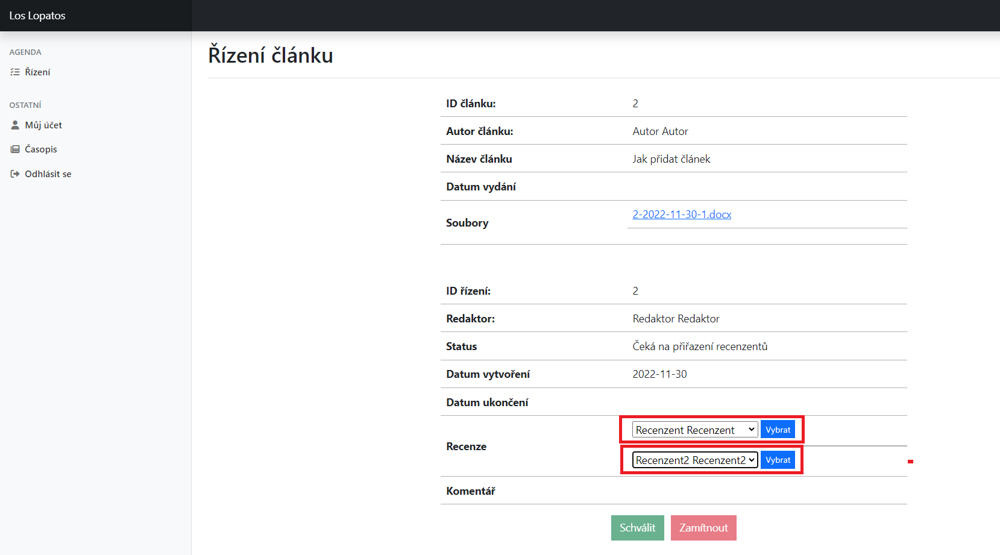 Los Lopatos
AGENDA
Řízení
OSTATNÍ
Můj účet
Časopis
Odhlásit se
Řízení článku
ID článku: 2
Autor článku: Autor Autor
Název článku Jak přidat článek
Datum vydání
Soubory 2-2022-11-30-1.docx
ID řízení: 2
Redaktor: Redaktor Redaktor
Status Čeká na přiřazení recenzentů
Datum vytvoření 2022-11-30
Datum ukončení
Recenze
Recenzent Recenzent Vybrat
Recenzent2 Recenzent2 Vybrat
Komentář
Schválit Zamítnout